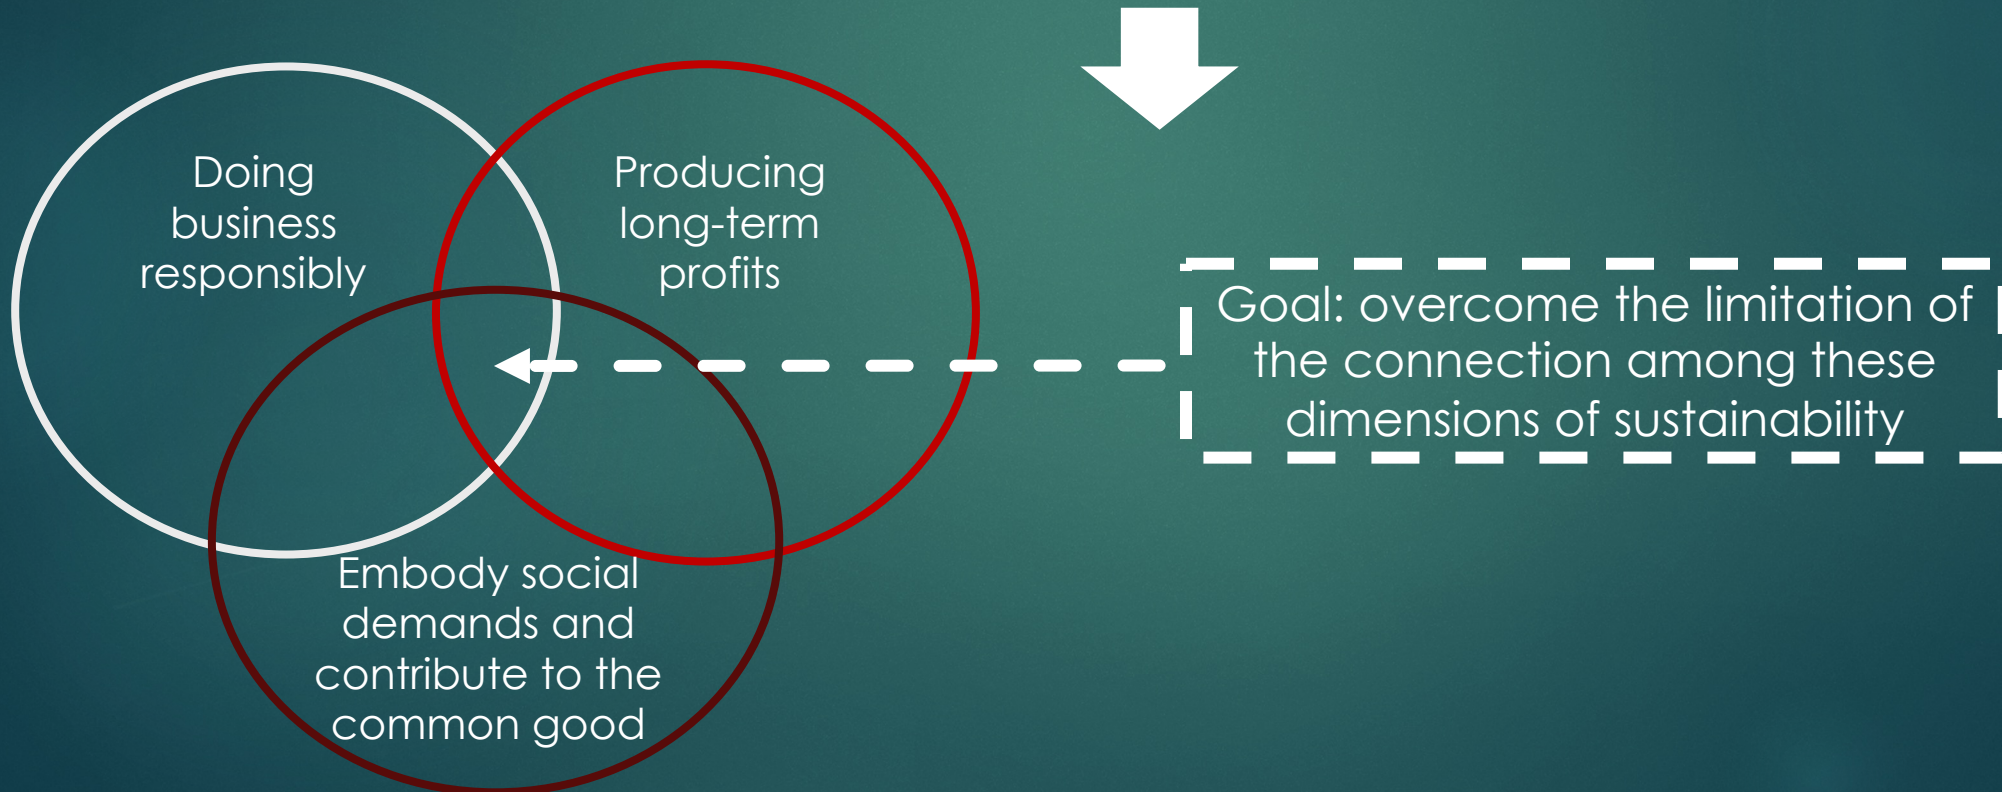 Doing
business
responsibly
Producing
long-term
profits
Goal: overcome the limitation of
the connection among these
dimensions of sustainability
Embody social
demands and
contribute to the
common good